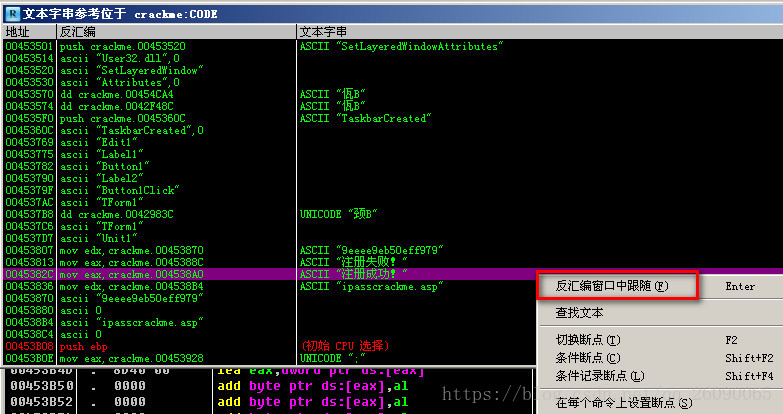 文本字串参考位于 crackme:CODE
地址 反汇编 文本字串
00453501 push crackme.00453520 ASCII "SetLayeredWindowAttributes"
00453514 ascii "User32.dll",0
00453520 ascii "SetLayeredWindow"
00453530 ascii "Attributes",0
00453570 dd crackme.00454CA4
00453574 dd crackme.0042F48C
004535F0 push crackme.0045360C ASCII "TaskbarCreated"
0045360C ascii "TaskbarCreated",0
00453769 ascii "Edit1"
00453775 ascii "Label1"
00453782 ascii "Button1"
00453790 ascii "Label2"
0045379F ascii "Button1Click"
004537AC ascii "TForm1"
004537B8 dd crackme.0042983C UNICODE "颈B"
004537C6 ascii "TForm1"
004537D7 ascii "Unit1"
00453807 mov edx,crackme.00453870 ASCII "9eeee9eb50eff979"
00453813 mov eax,crackme.0045388C ASCII "注册失败! "
0045382C mov eax,crackme.004538A0 ASCII "注册成功! "
00453836 mov edx,crackme.004538B4 ASCII "ipasscrackme.asp"
00453870 ascii "9eeee9eb50eff979"
00453880 ascii 0
004538B4 ascii "ipasscrackme.asp"
004538C4 ascii 0
00453B08 push ebp (初始 CPU 选择)
00453B0E mov eax,crackme.00453928 UNICODE ":"
反汇编窗口中跟随(F) Enter
查找文本
切换断点(T) F2
条件断点(C) Shift+F2
条件记录断点(L) Shift+F4
在每个命令上设置断点(S)
00453B4D . 8D40 00 lea eax,dword ptr ds:[eax]
00453B50 . 0000 add byte ptr ds:[eax],al
00453B52 . 0000 add byte ptr ds:[eax],al